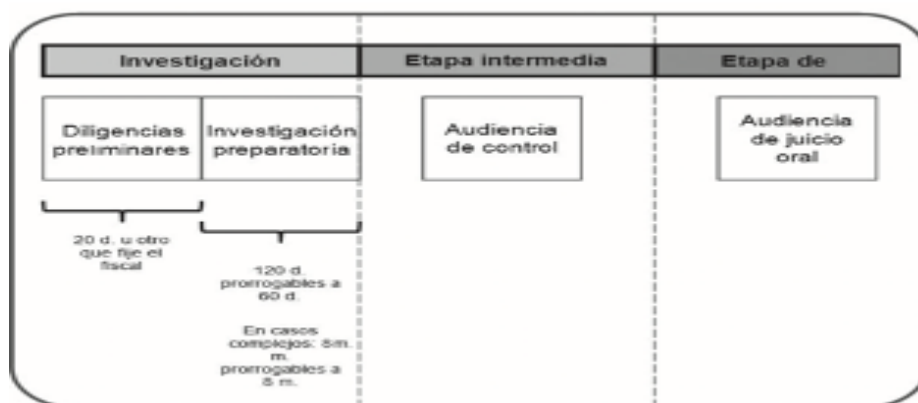 Investigación
Etapa intermedia
Etapa de
Diligencias
preliminares
Investigación
preparatoria
Audiencia
de control
Audiencia
de juicio
oral
20 d. u otro
que fije el
fiscal
120 d.
prorrogables a
60 d.
En casos
complejos: 8m.
m.
prorrogables a
8 m.